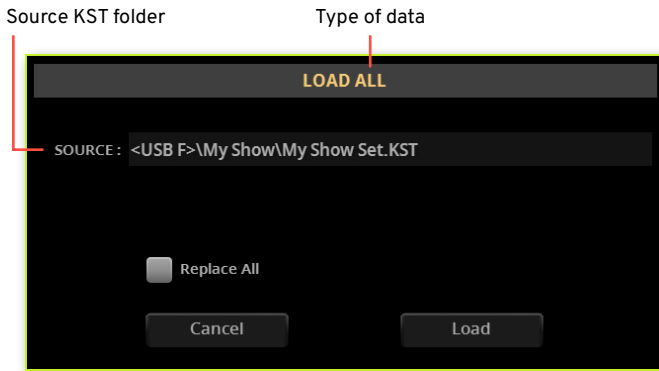 Source KST folder
Type of data
LOAD ALL
SOURCE : <USB F>\My Show\My Show Set.KST
Replace All
Cancel
Load